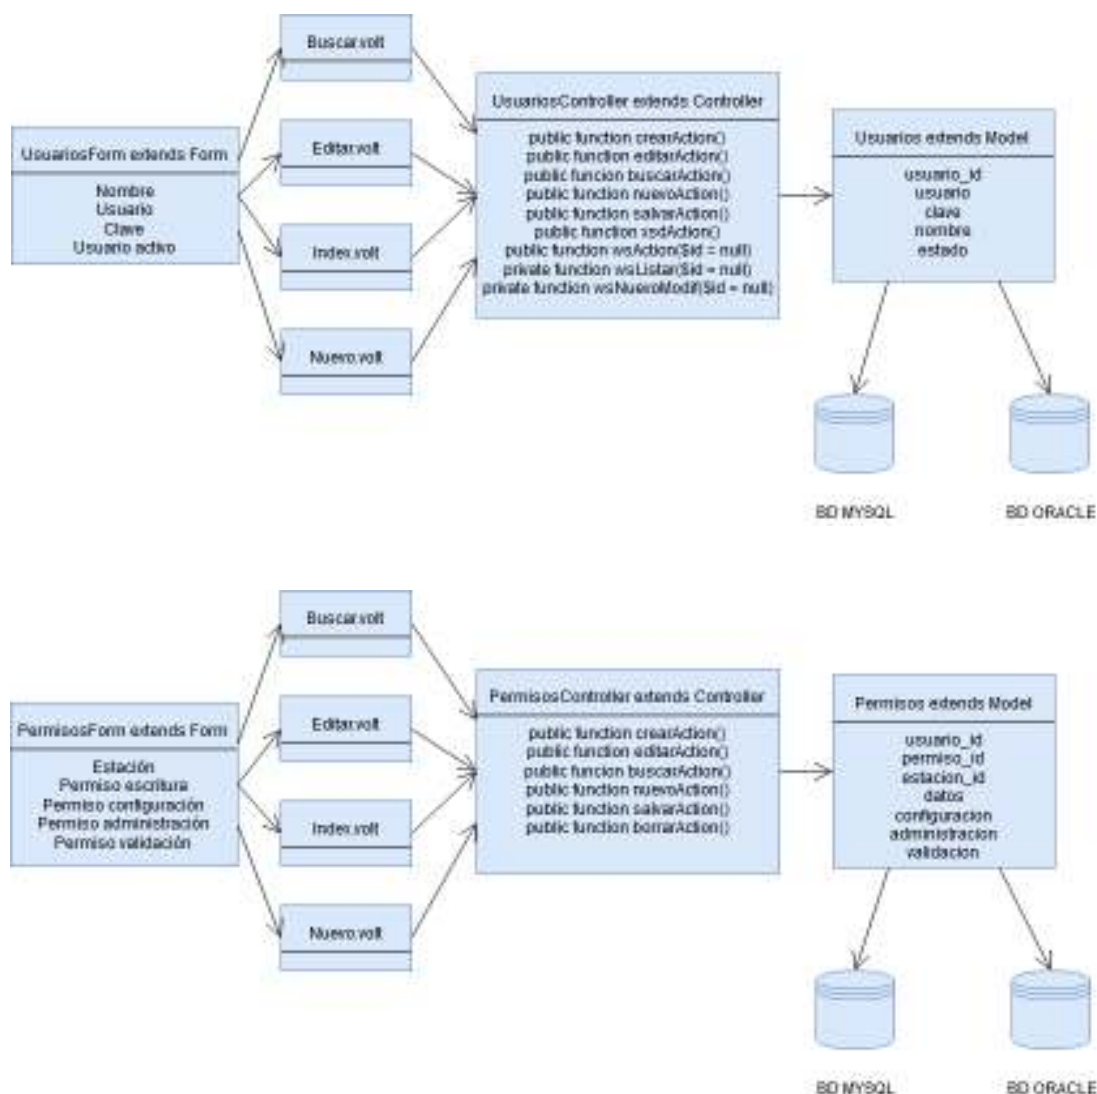 UsuariosForm extends Form
Nombre
Usuario
Clave
Usuario activo
Buscar.volt
Editar.volt
Index.volt
Nuevo.volt
UsuariosController extends Controller
public function crearAction()
public function editarAction()
public funcion buscarAction()
public function nuevoAction()
public function salvarAction()
public function xsdAction()
public function wsAction($id = null)
private function wsListar($id = null)
private function wsNuevoModif($id = null)
Usuarios extends Model
usuario_id
usuario
clave
nombre
estado
BD MYSQL
BD ORACLE
PermisosForm extends Form
Estación
Permiso escritura
Permiso configuración
Permiso administración
Permiso validación
Buscar.volt
Editar.volt
Index.volt
Nuevo.volt
PermisosController extends Controller
public function crearAction()
public function editarAction()
public funcion buscarAction()
public function nuevoAction()
public function salvarAction()
public function borrarAction()
Permisos extends Model
usuario_id
permiso_id
estacion_id
datos
configuracion
administracion
validacion
BD MYSQL
BD ORACLE